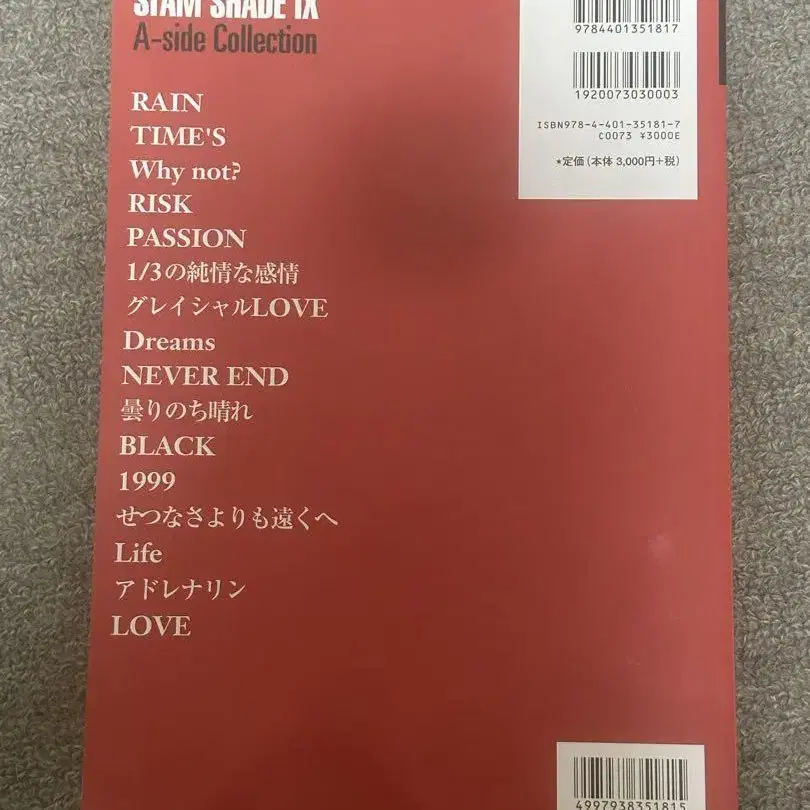 SIAM SHADE IX
A-side Collection
RAIN
TIME'S
Why not?
RISK
PASSION
1/3の純情な感情
グレイシャルLOVE
Dreams
NEVER END
曇りのち晴れ
BLACK
1999
せつなさよりも遠くへ
Life
アドレナリン
LOVE
9784401351817
1920073030003
ISBN978-4-401-35181-7
C0073 ¥3000E
*定価(本体 3,000円+税)
4997938351815